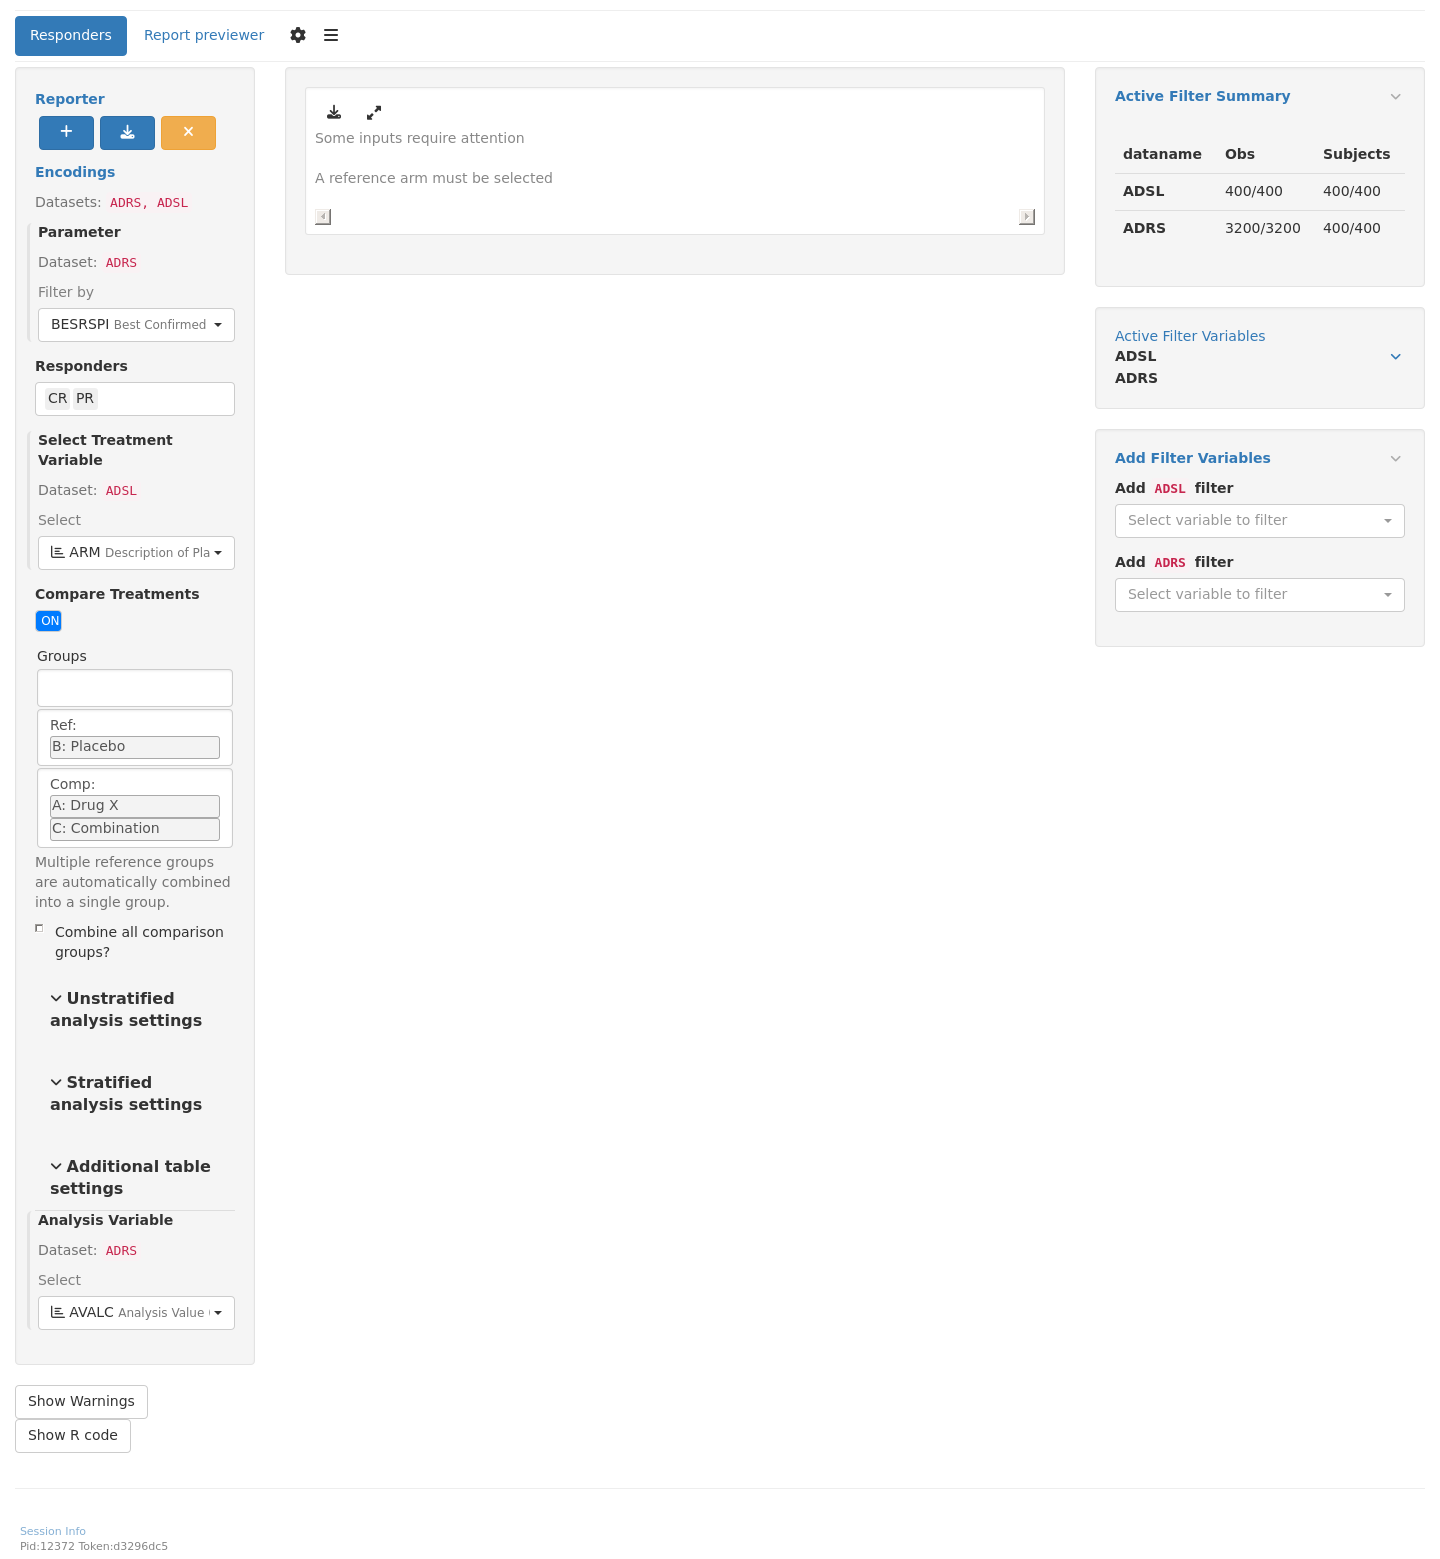 Responders
Report previewer
Reporter
Encodings
Datasets: ADRS, ADSL
Parameter
Dataset: ADRS
Filter by
BESRSPI Best Confirmed
Responders
CR PR
Select Treatment
Variable
Dataset: ADSL
Select
ARM Description of Pla
Compare Treatments
ON
Groups
Ref:
B: Placebo
Comp:
A: Drug X
C: Combination
Multiple reference groups
are automatically combined
into a single group.
Combine all comparison
groups?
Unstratified
analysis settings
Stratified
analysis settings
Additional table
settings
Analysis Variable
Dataset: ADRS
Select
AVALC Analysis Value
Show Warnings
Show R code
Some inputs require attention
A reference arm must be selected
Active Filter Summary
dataname Obs Subjects
ADSL 400/400 400/400
ADRS 3200/3200 400/400
Active Filter Variables
ADSL
ADRS
Add Filter Variables
Add ADSL filter
Select variable to filter
Add ADRS filter
Select variable to filter
Session Info
Pid:12372 Token:d3296dc5